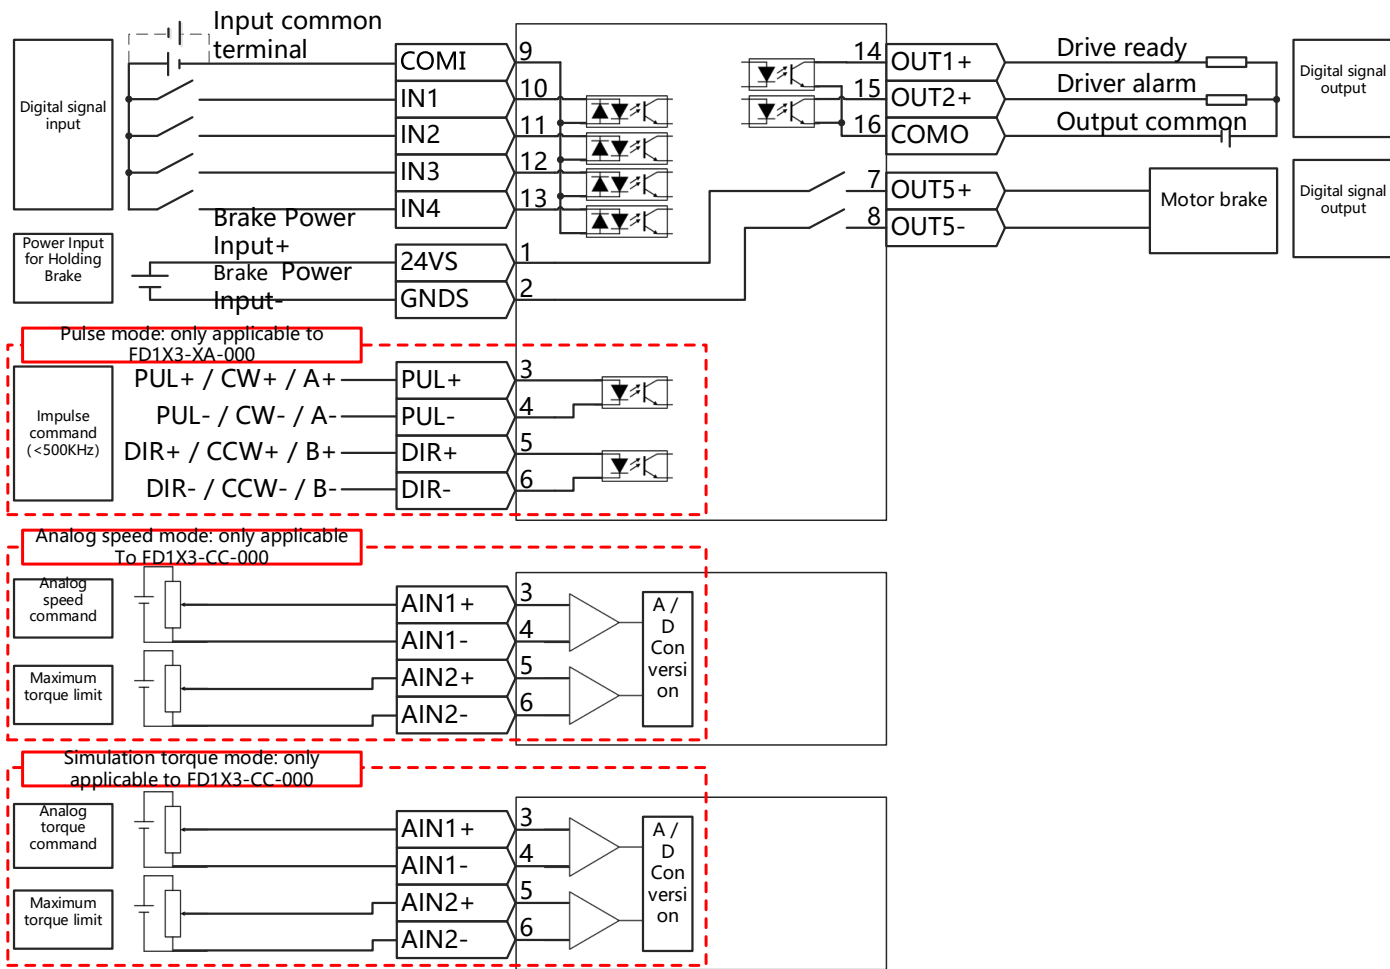 Input common
terminal
Digital signal
input
COMI
9
IN1
10
IN2
11
IN3
12
IN4
13
14
OUT1+
Drive ready
15
OUT2+
Driver alarm
16
COMO
Output common
Digital signal
output
7
OUT5+
8
OUT5-
Motor brake
Digital signal
output
Power Input
for Holding
Brake
Brake Power
Input+
Brake Power
Input-
24VS
1
GNDS
2
Pulse mode: only applicable to
FD1X3-XA-000
Impulse
command
(<500KHz)
PUL+ / CW+ / A+
PUL+
3
PUL- / CW- / A-
PUL-
4
DIR+ / CCW+ / B+
DIR+
5
DIR- / CCW- / B-
DIR-
6
Analog speed mode: only applicable
To FD1X3-CC-000
Analog
speed
command
Maximum
torque limit
AIN1+
3
AIN1-
4
AIN2+
5
AIN2-
6
A /
D
Con
versi
on
Simulation torque mode: only
applicable to FD1X3-CC-000
Analog
torque
command
Maximum
torque limit
AIN1+
3
AIN1-
4
AIN2+
5
AIN2-
6
A /
D
Con
versi
on